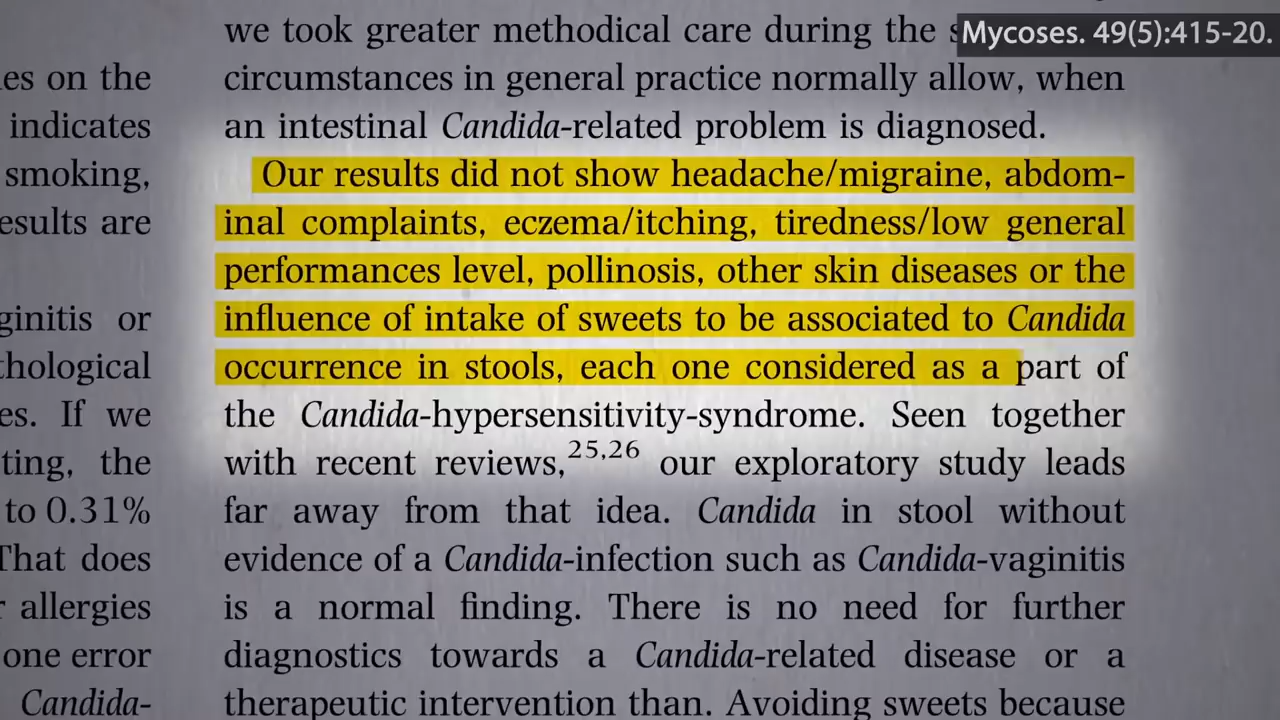 Mycoses. 49(5):415-20.
es on the
indicates
smoking,
esults are
ginitis or
thological
es. If we
ting, the
to 0.31%
That does
allergies
one error
Candida-
we took greater methodical care during the
circumstances in general practice normally allow, when
an intestinal Candida-related problem is diagnosed.
Our results did not show headache/migraine, abdom-
inal complaints, eczema/itching, tiredness/low general
performances level, pollinosis, other skin diseases or the
influence of intake of sweets to be associated to Candida
occurrence in stools, each one considered as a part of
the Candida-hypersensitivity-syndrome. Seen together
with recent reviews,25,26 our exploratory study leads
far away from that idea. Candida in stool without
evidence of a Candida-infection such as Candida-vaginitis
is a normal finding. There is no need for further
diagnostics towards a Candida-related disease or a
therapeutic intervention than. Avoiding sweets because